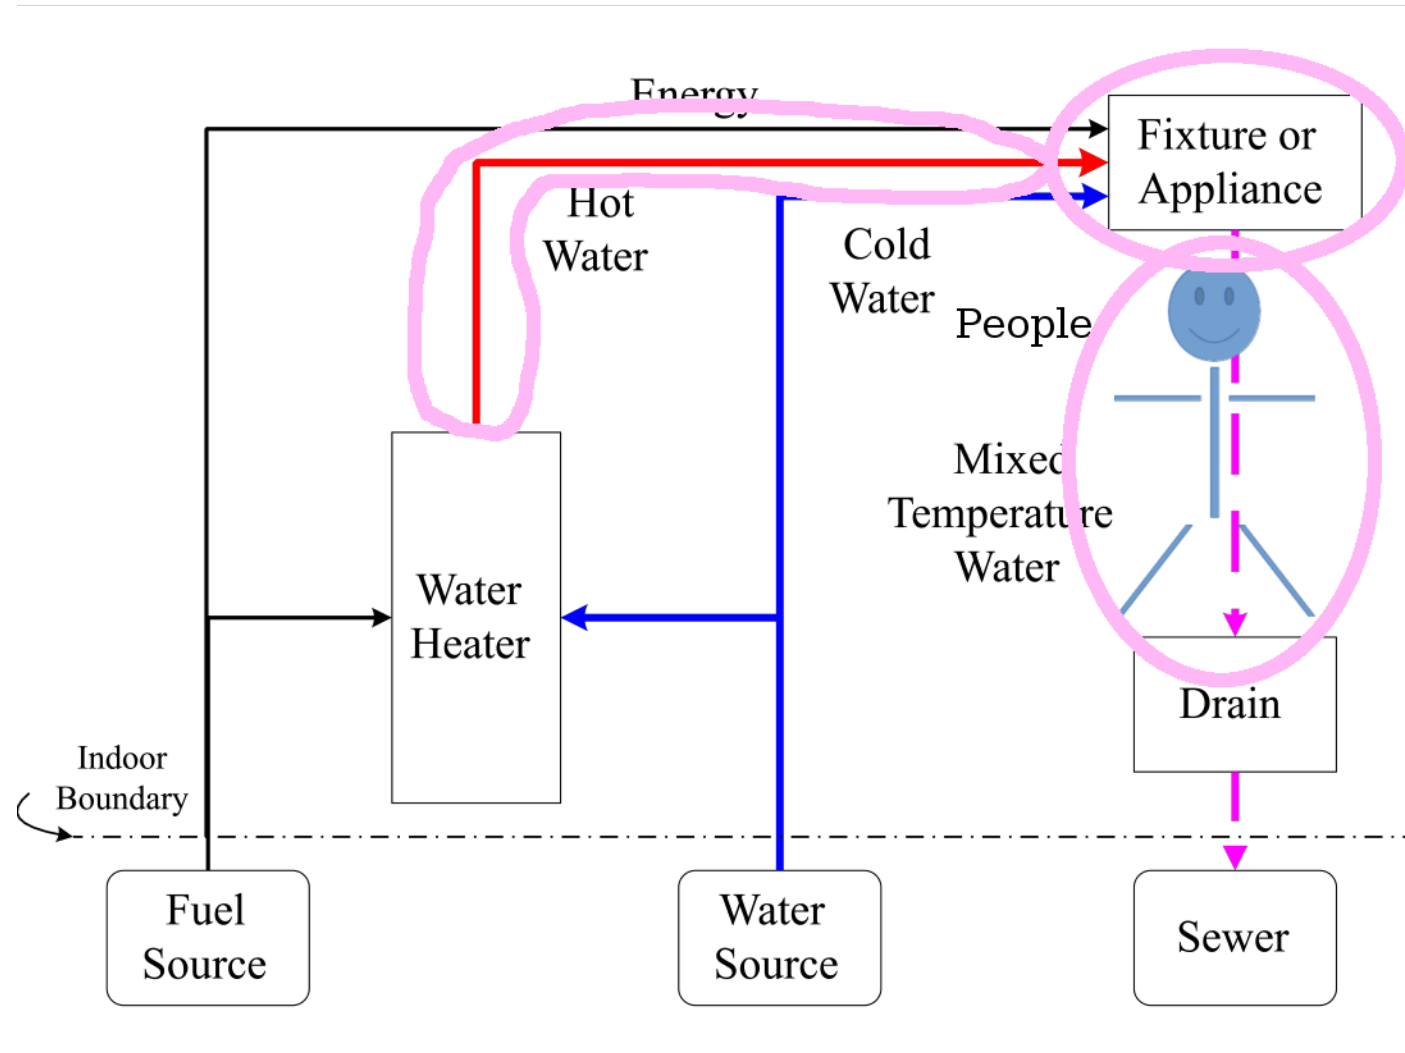 Energy
Fixture or
Appliance
Hot
Water
Cold
Water
People
Mixed
Temperature
Water
Water
Heater
Drain
Indoor
Boundary
Fuel
Source
Water
Source
Sewer